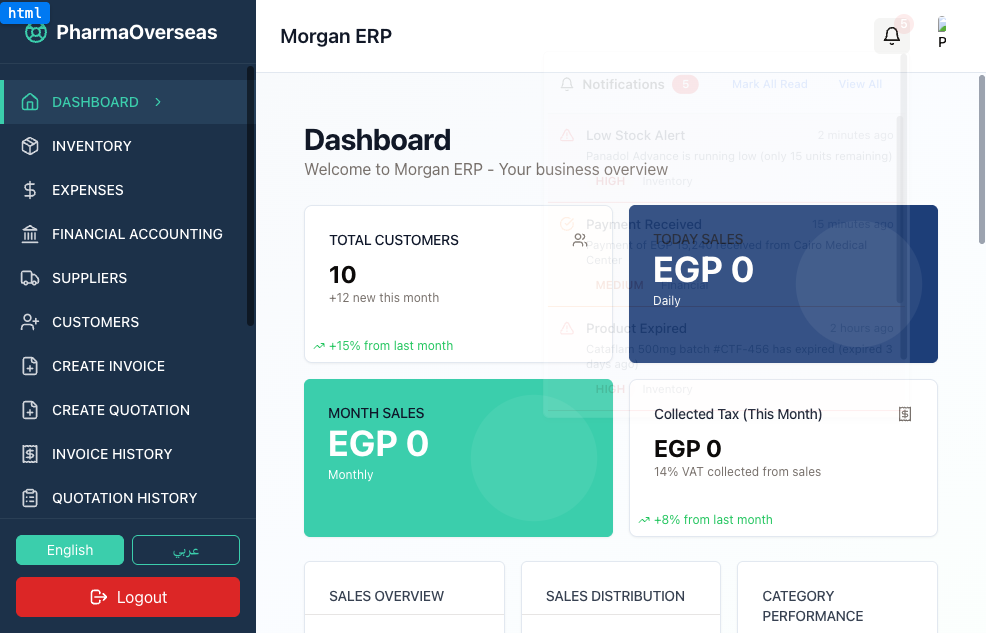 html
PharmaOverseas
DASHBOARD
INVENTORY
EXPENSES
FINANCIAL ACCOUNTING
SUPPLIERS
CUSTOMERS
CREATE INVOICE
CREATE QUOTATION
INVOICE HISTORY
QUOTATION HISTORY
English
عربي
Logout
Morgan ERP
5
P
Notifications
5
Mark All Read
View All
Low Stock Alert
2 minutes ago
Panadol Advance is running low (only 15 units remaining)
HIGH
Inventory
Payment Received
15 minutes ago
Payment of EGP received from Cairo Medical
Center
MEDIUM
Financial
Product Expired
2 hours ago
Cataflam 500mg batch #CTF-456 has expired (expired 3
days ago)
HIGH
Inventory
Dashboard
Welcome to Morgan ERP - Your business overview
TOTAL CUSTOMERS
10
+12 new this month
+15% from last month
TODAY SALES
EGP 0
Daily
MONTH SALES
EGP 0
Monthly
Collected Tax (This Month)
EGP 0
14% VAT collected from sales
+8% from last month
SALES OVERVIEW
SALES DISTRIBUTION
CATEGORY
PERFORMANCE